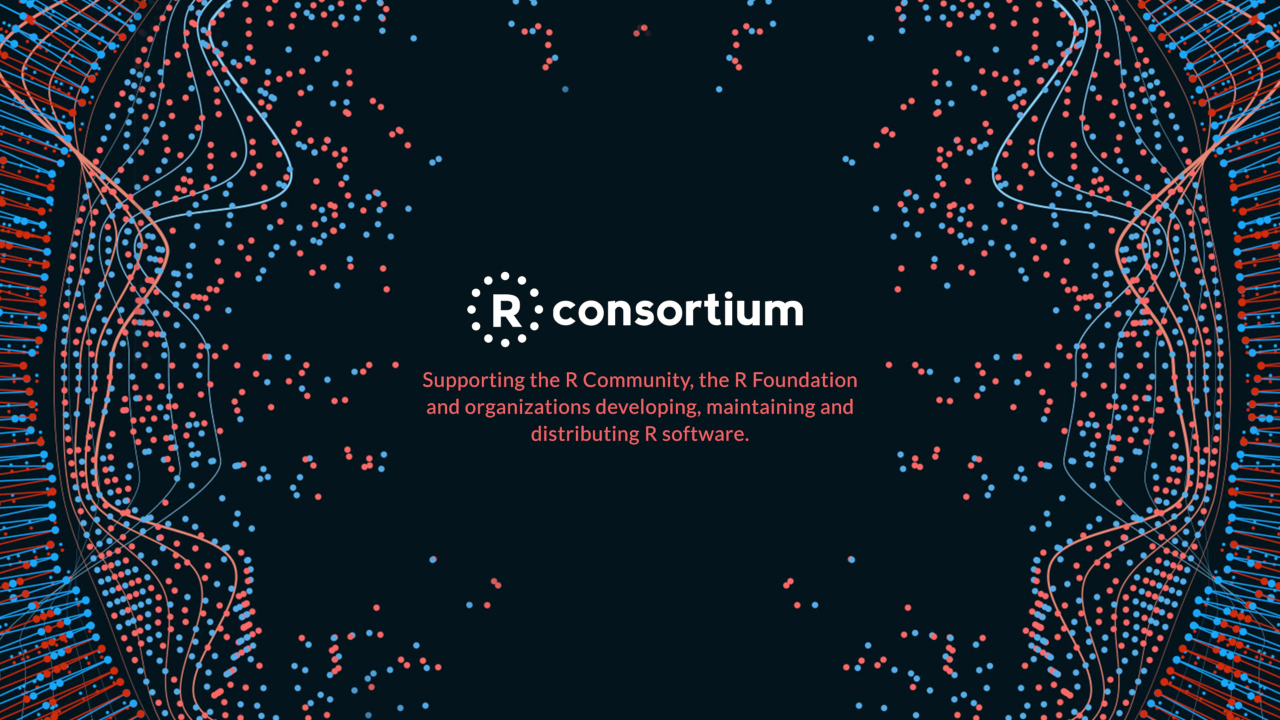 R consortium
Supporting the R Community, the R Foundation
and organizations developing, maintaining and
distributing R software.